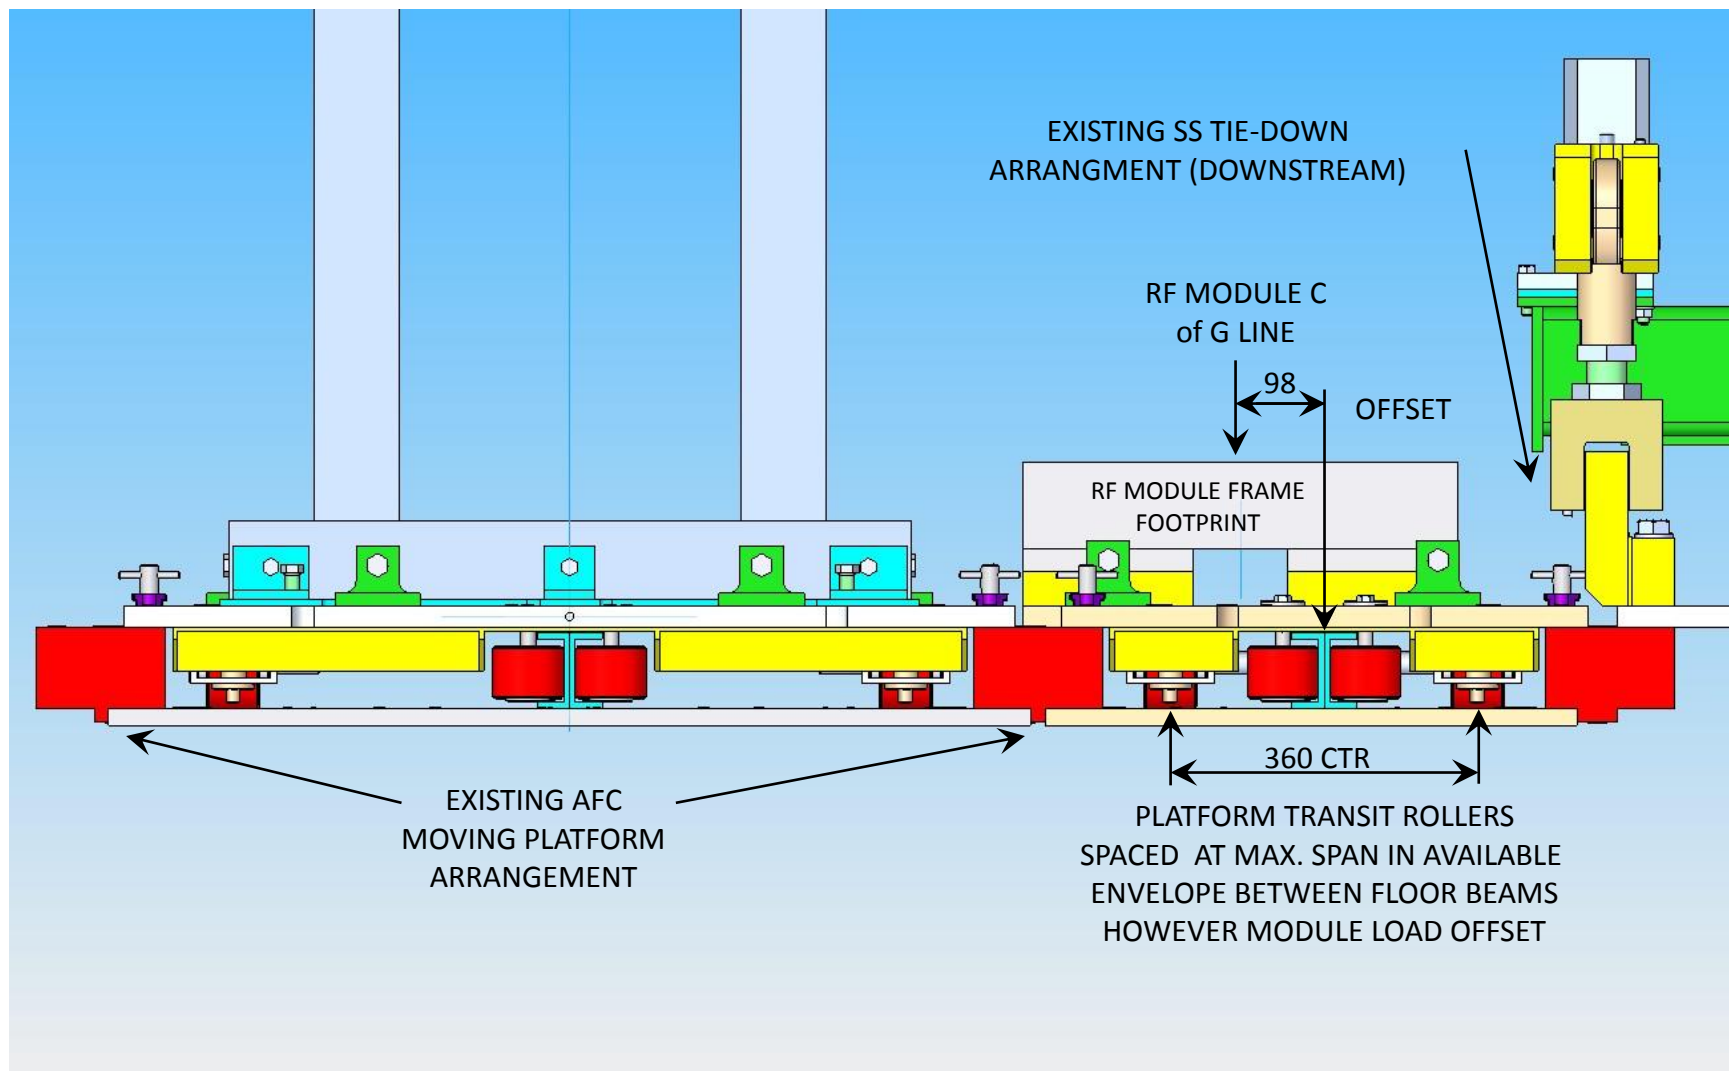 EXISTING SS TIE-DOWN
ARRANGMENT (DOWNSTREAM)
RF MODULE C
of G LINE
98
OFFSET
RF MODULE FRAME
FOOTPRINT
360 CTR
EXISTING AFC
MOVING PLATFORM
ARRANGEMENT
PLATFORM TRANSIT ROLLERS
SPACED AT MAX. SPAN IN AVAILABLE
ENVELOPE BETWEEN FLOOR BEAMS
HOWEVER MODULE LOAD OFFSET